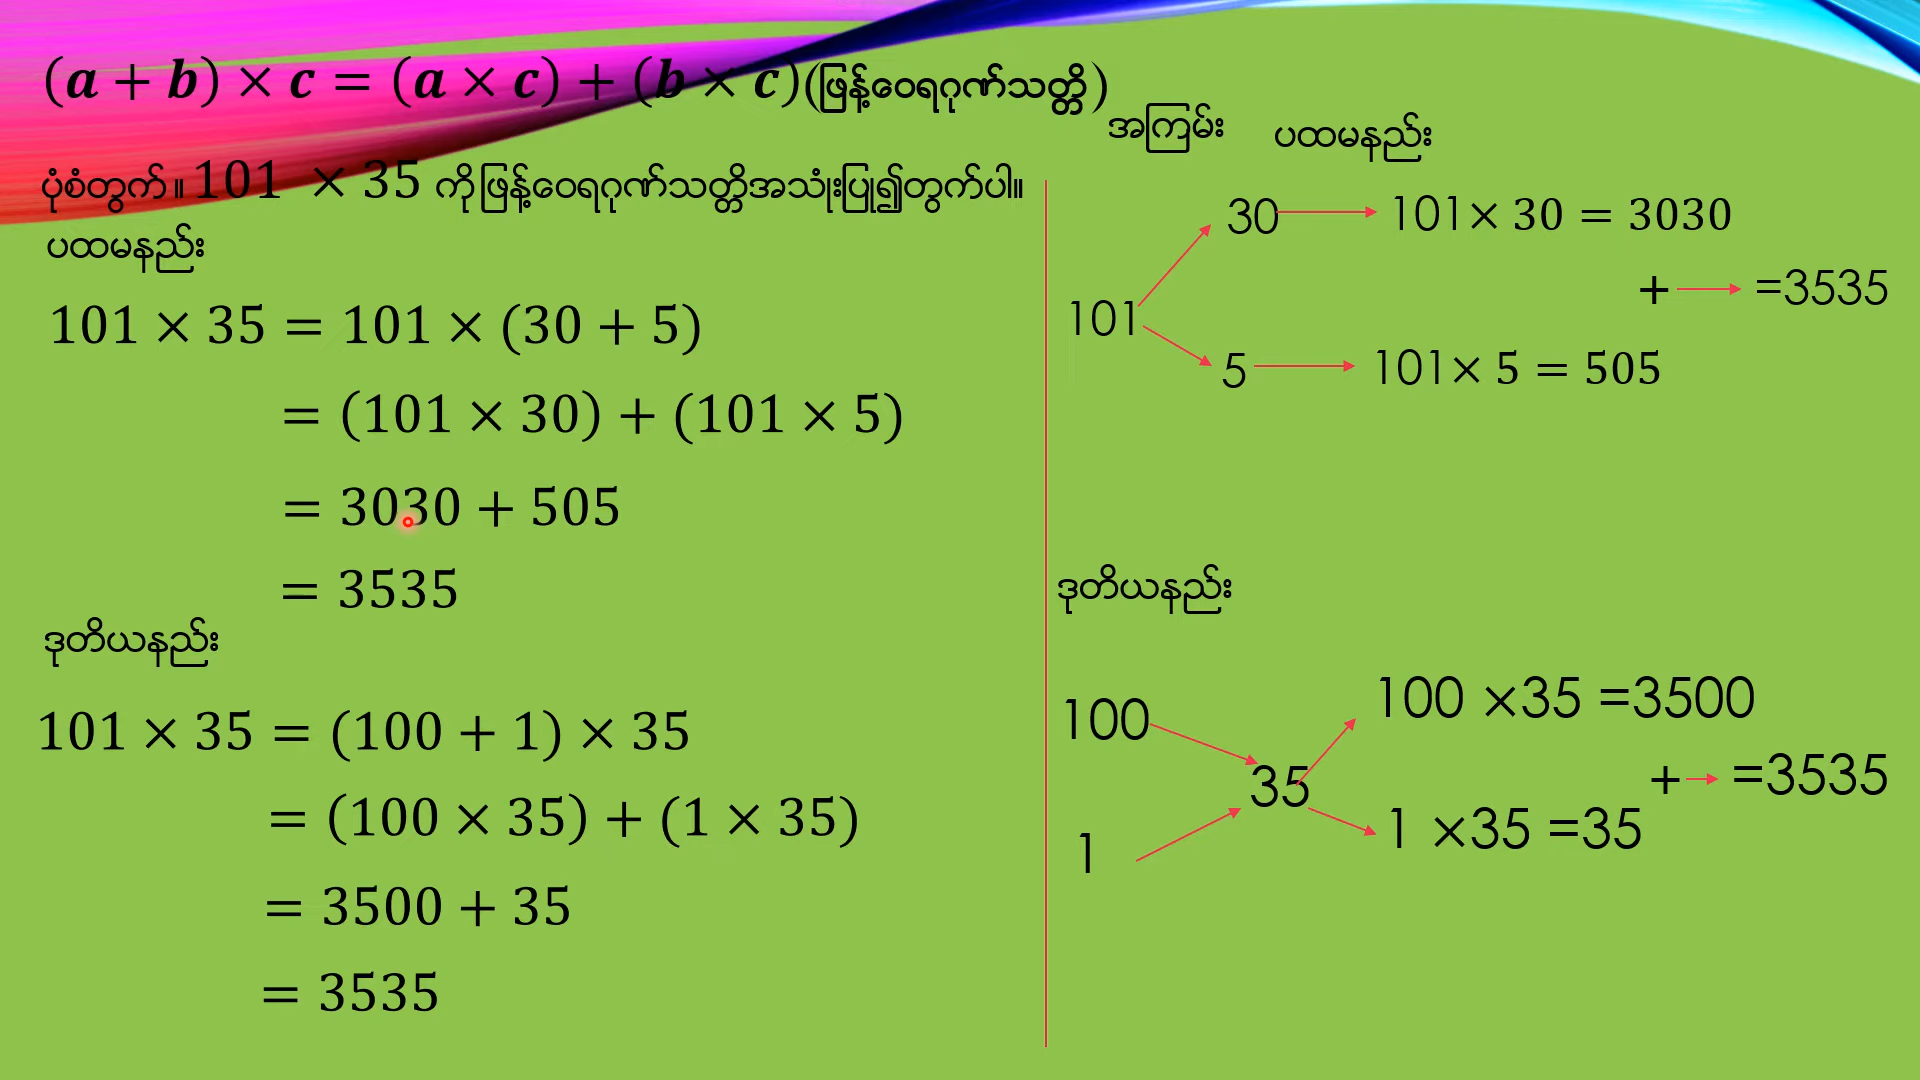 (a + b) × c = (a × c) + (b × c)(ဖြန့်ဝေရဂုဏ်သတ္တိ)
ပုံစံတွက်။ 101 × 35 ကိုဖြန့်ဝေရဂုဏ်သတ္တိအသုံးပြု၍တွက်ပါ။
ပထမနည်း
101 × 35 = 101 × (30 + 5)
= (101 × 30) + (101 × 5)
= 3030 + 505
= 3535
ဒုတိယနည်း
101 × 35 = (100 + 1) × 35
= (100 × 35) + (1 × 35)
= 3500 + 35
= 3535
အကြမ်း ပထမနည်း
30 101× 30 = 3030
+ =3535
101
5 101× 5 = 505
ဒုတိယနည်း
100 100 ×35 =3500
35 + =3535
1 1 ×35 =35